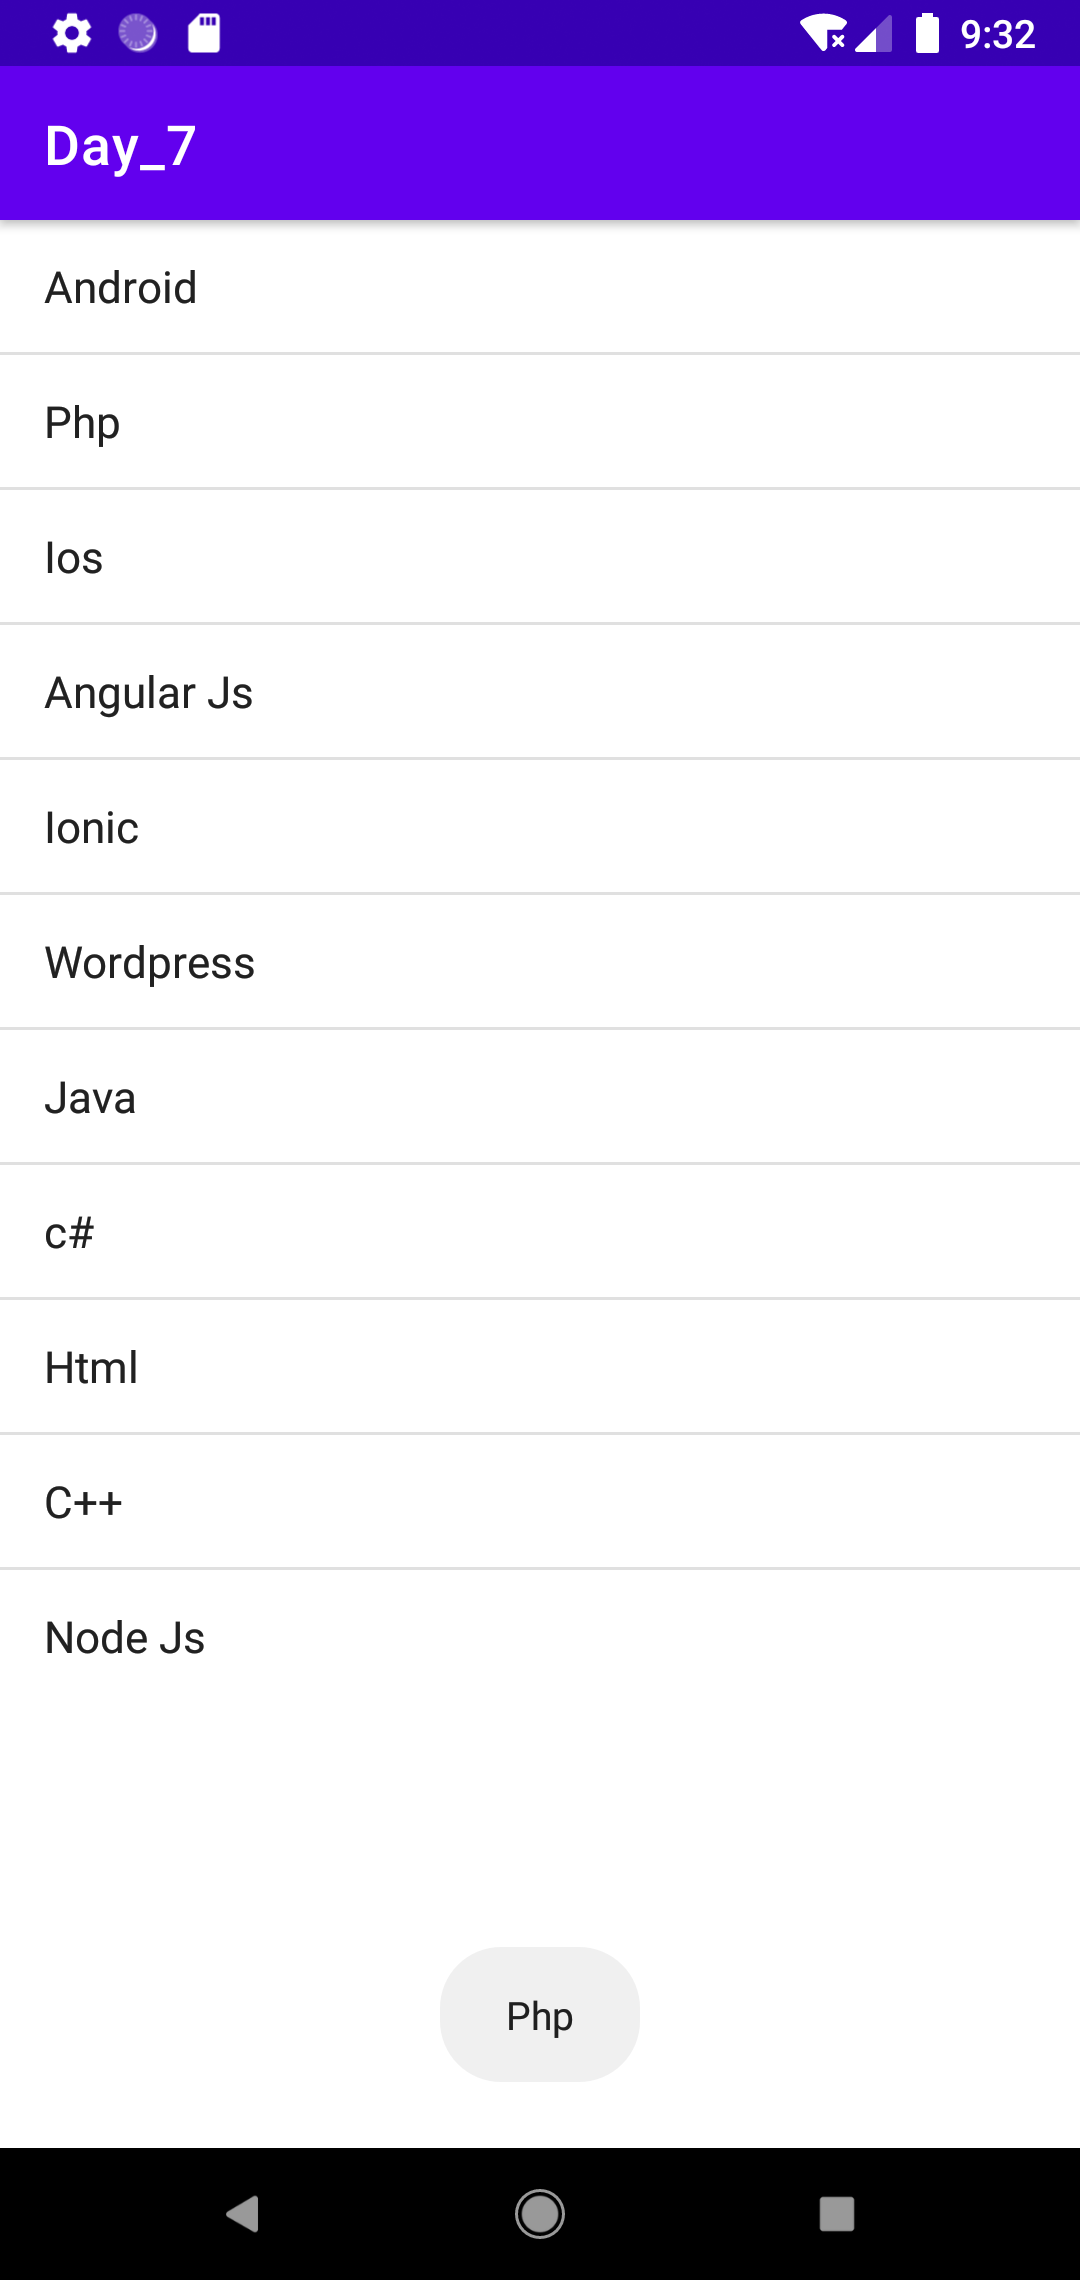 9:32
Day_7
Android
Php
Ios
Angular Js
Ionic
Wordpress
Java
c#
Html
C++
Node Js
Php